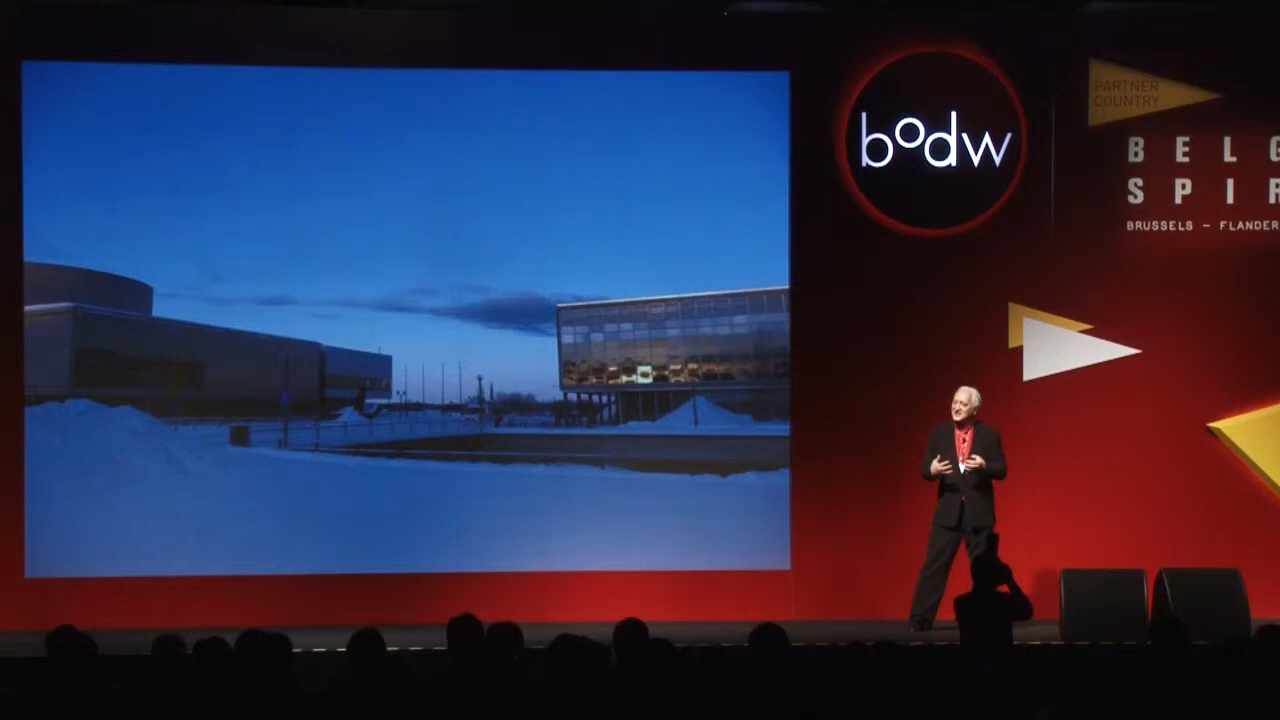 bodw
PARTNER
COUNTRY
BELG
SPIR
BRUSSELS – FLANDER